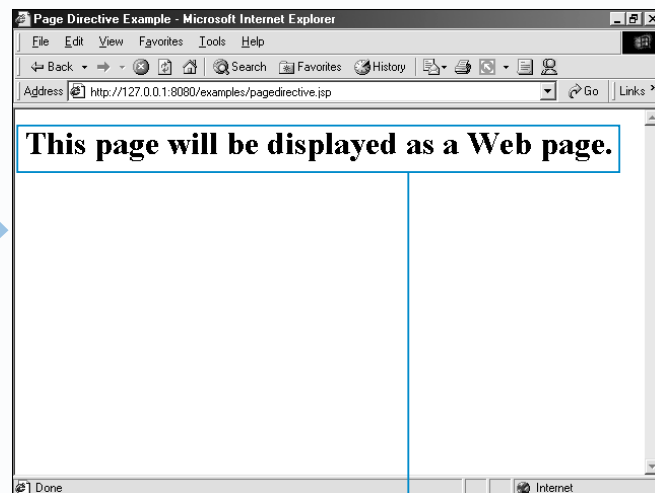 Page Directive Example - Microsoft Internet Explorer
File Edit View Favorites Tools Help
Back Search Favorites History
Address http://127.0.0.1:8080/examples/pagedirective.jsp Go Links »
This page will be displayed as a Web page.
Done Internet